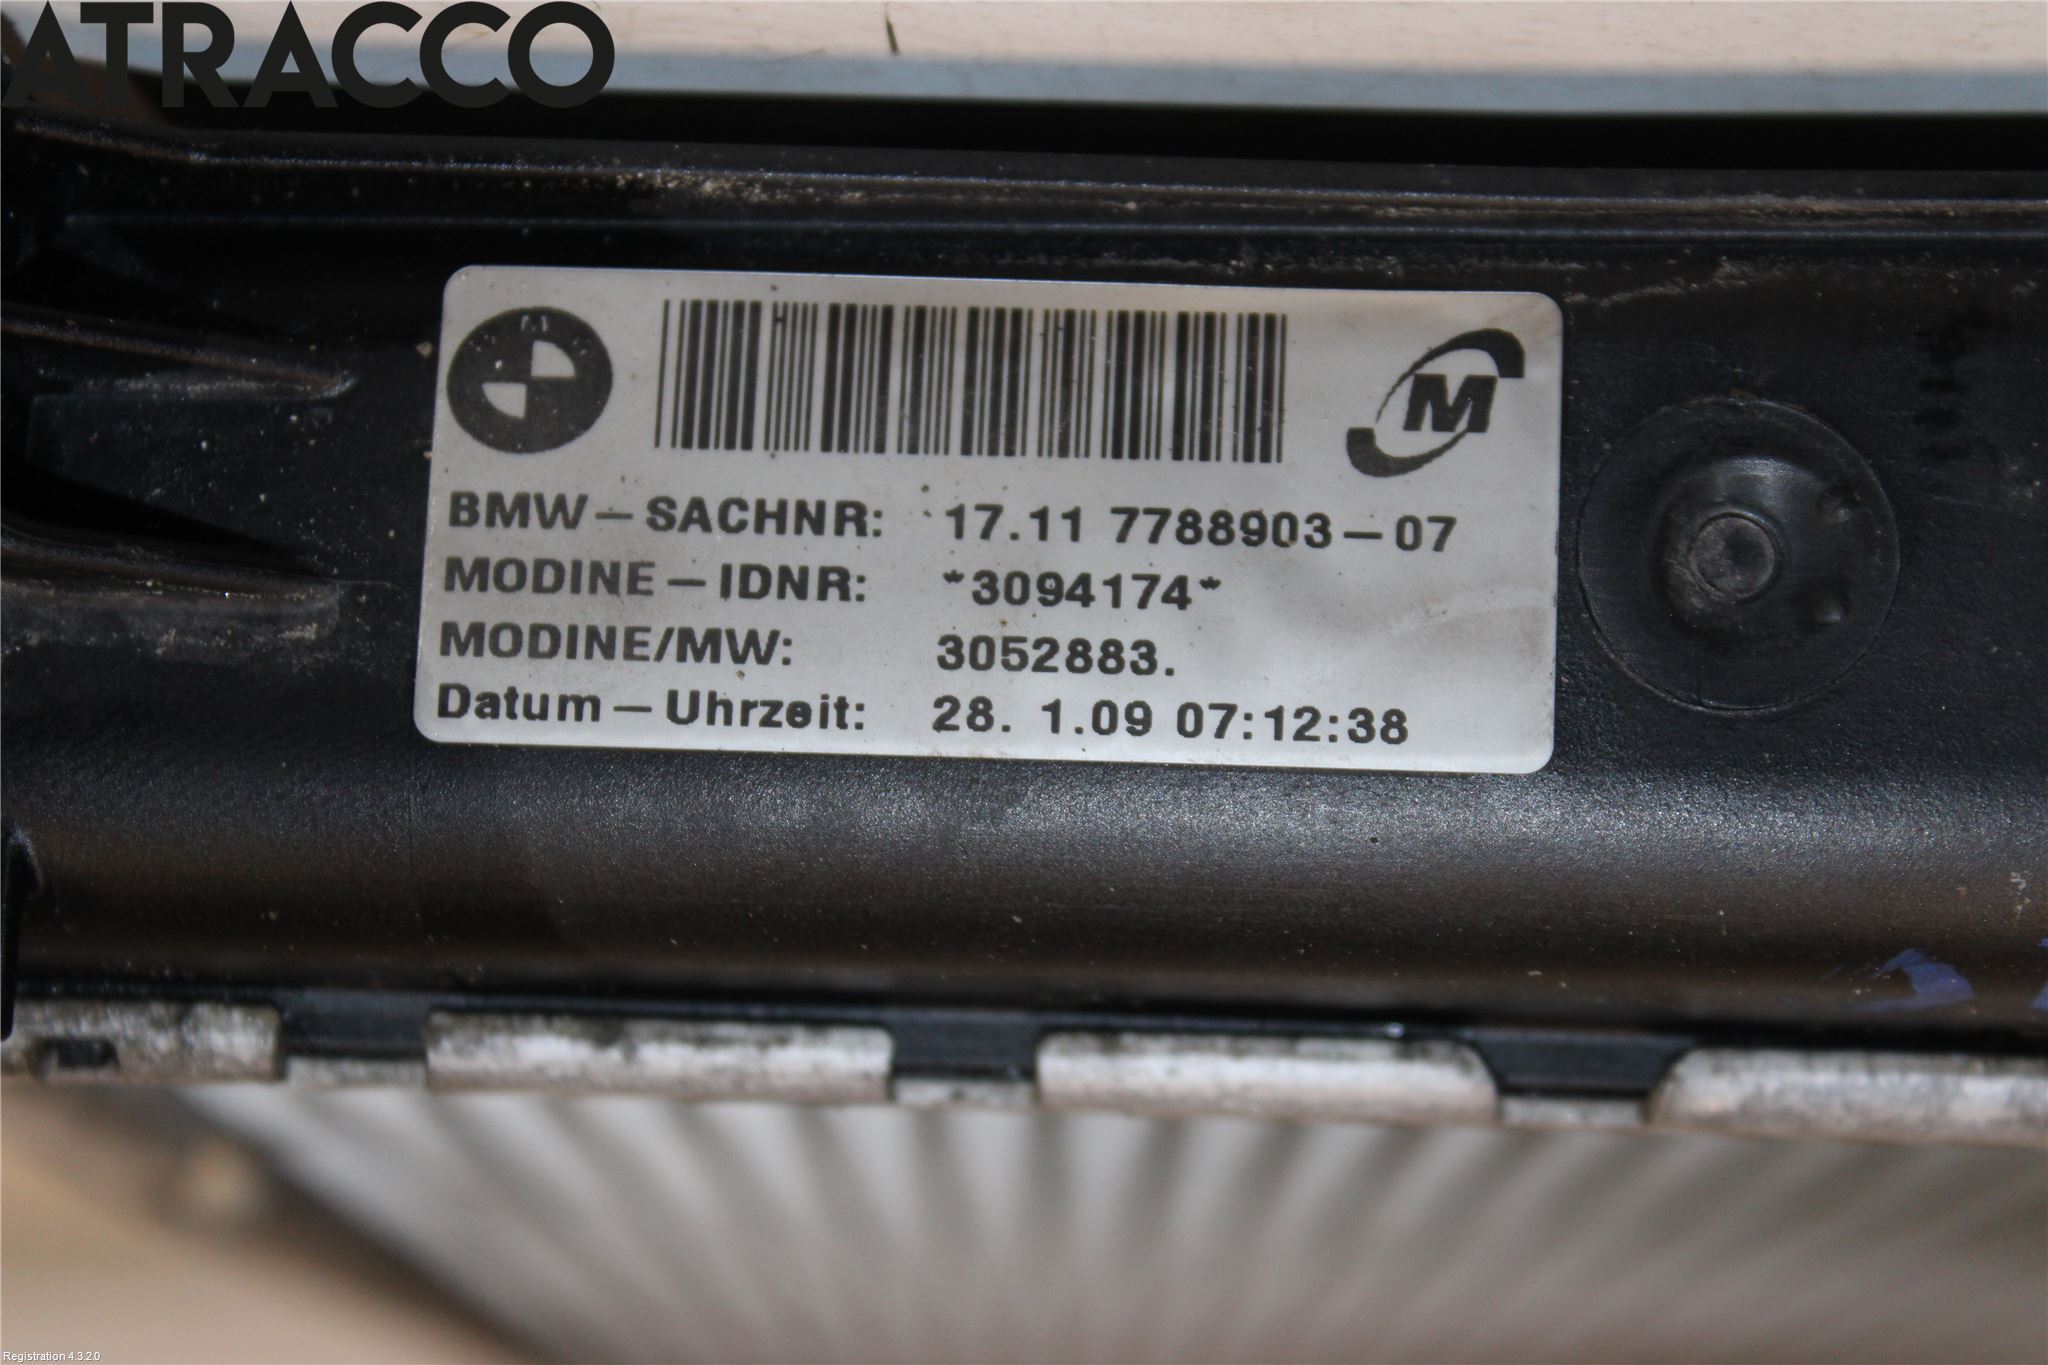 ATRACCO
M
BMW-SACHNR: 17.11 7788903-07
MODINE-IDNR: *3094174*
MODINE/MW: 3052883.
Datum-Uhrzeit: 28. 1.09 07:12:38
Registration 4.3.2.0